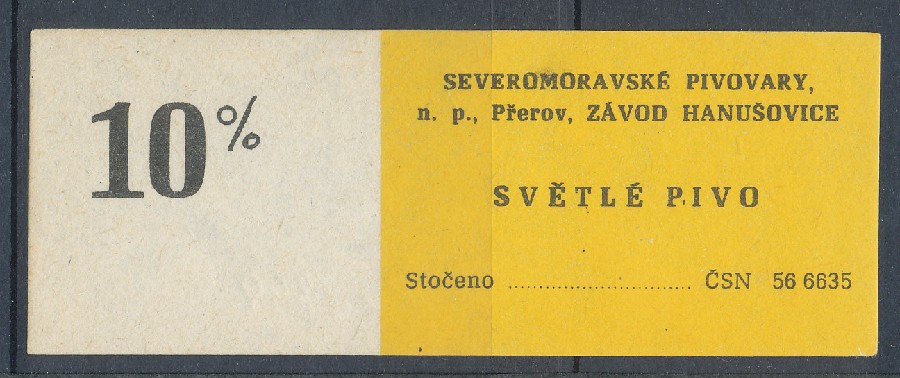 10%
SEVEROMORAVSKÉ PIVOVARY,
n. p., Přerov, ZÁVOD HANUŠOVICE
SVĚTLÉ PIVO
Stočeno .............................. ČSN 56 6635